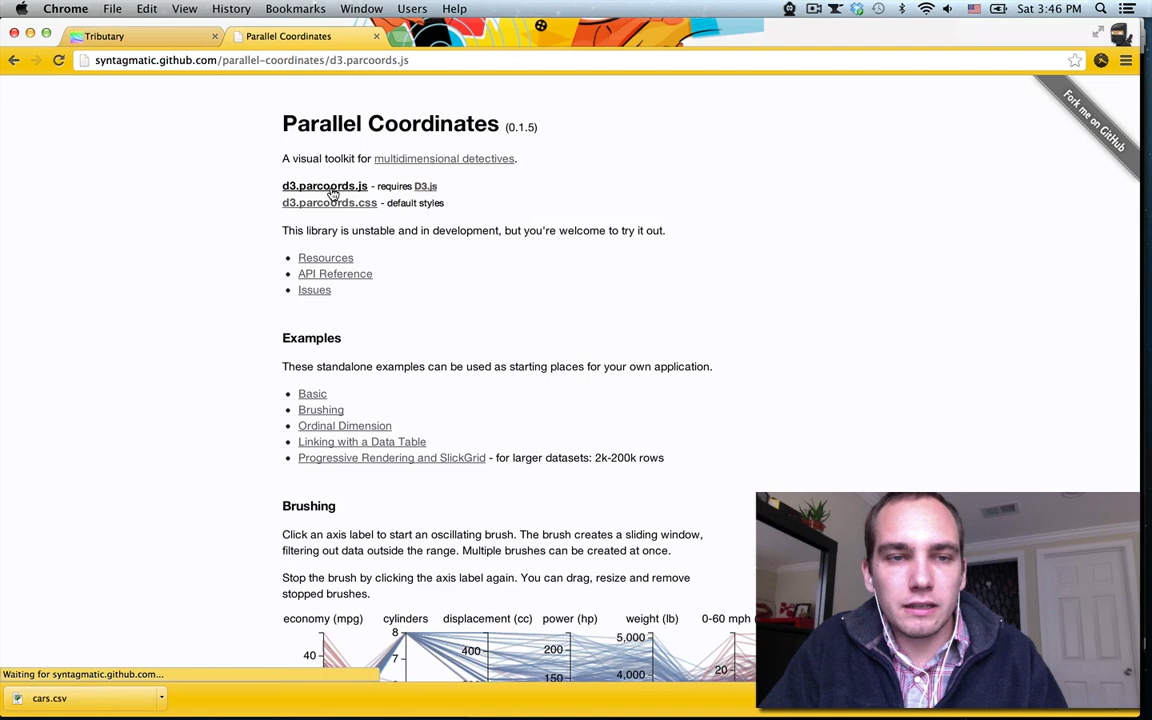 Chrome File Edit View History Bookmarks Window Users Help Sat 3:46 PM
Tributary × Parallel Coordinates ×
syntagmatic.github.com/parallel-coordinates/d3.parcoords.js
Fork me on GitHub
Parallel Coordinates (0.1.5)
A visual toolkit for multidimensional detectives.
d3.parcoords.js - requires D3.js
d3.parcoords.css - default styles
This library is unstable and in development, but you're welcome to try it out.
• Resources
• API Reference
• Issues
Examples
These standalone examples can be used as starting places for your own application.
• Basic
• Brushing
• Ordinal Dimension
• Linking with a Data Table
• Progressive Rendering and SlickGrid - for larger datasets: 2k-200k rows
Brushing
Click an axis label to start an oscillating brush. The brush creates a sliding window,
filtering out data outside the range. Multiple brushes can be created at once.
Stop the brush by clicking the axis label again. You can drag, resize and remove
stopped brushes.
economy (mpg) cylinders displacement (cc) power (hp) weight (lb) 0-60 mph
8 5,000
40 7 400 200 20
4,000
150
Waiting for syntagmatic.github.com...
cars.csv